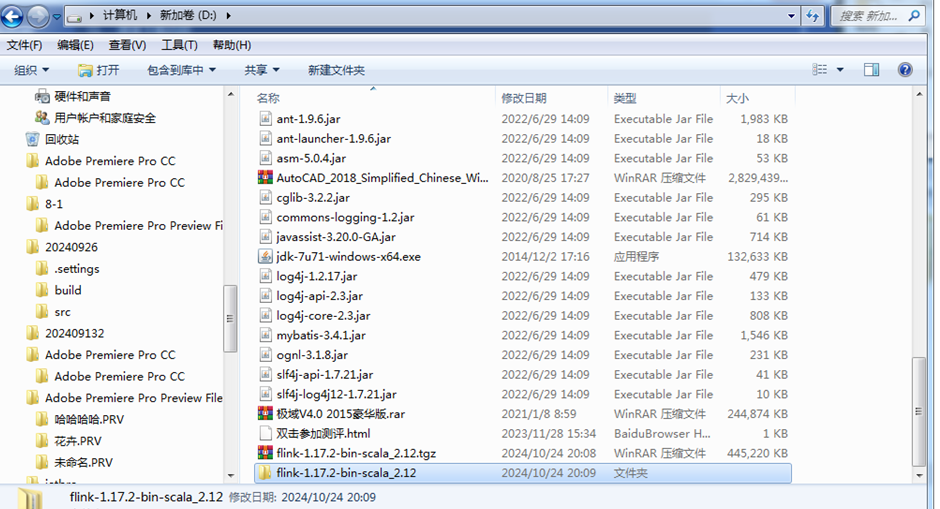 计算机 ▸ 新加卷 (D:) ▸
搜索 新加...
文件(F) 编辑(E) 查看(V) 工具(T) 帮助(H)
组织 打开 包含到库中 共享 新建文件夹
硬件和声音
用户帐户和家庭安全
回收站
Adobe Premiere Pro CC
Adobe Premiere Pro CC
8-1
Adobe Premiere Pro Preview Fi
20240926
.settings
build
src
202409132
Adobe Premiere Pro CC
Adobe Premiere Pro CC
Adobe Premiere Pro Preview File
哈哈哈哈.PRV
花卉.PRV
未命名.PRV
名称 修改日期 类型 大小
ant-1.9.6.jar 2022/6/29 14:09 Executable Jar File 1,983 KB
ant-launcher-1.9.6.jar 2022/6/29 14:09 Executable Jar File 18 KB
asm-5.0.4.jar 2022/6/29 14:09 Executable Jar File 53 KB
AutoCAD_2018_Simplified_Chinese_Wi... 2020/8/25 17:27 WinRAR 压缩文件 2,829,439...
cglib-3.2.2.jar 2022/6/29 14:09 Executable Jar File 295 KB
commons-logging-1.2.jar 2022/6/29 14:09 Executable Jar File 61 KB
javassist-3.20.0-GA.jar 2022/6/29 14:09 Executable Jar File 714 KB
jdk-7u71-windows-x64.exe 2014/12/2 17:16 应用程序 132,633 KB
log4j-1.2.17.jar 2022/6/29 14:09 Executable Jar File 479 KB
log4j-api-2.3.jar 2022/6/29 14:09 Executable Jar File 133 KB
log4j-core-2.3.jar 2022/6/29 14:09 Executable Jar File 808 KB
mybatis-3.4.1.jar 2022/6/29 14:09 Executable Jar File 1,546 KB
ognl-3.1.8.jar 2022/6/29 14:09 Executable Jar File 231 KB
slf4j-api-1.7.21.jar 2022/6/29 14:09 Executable Jar File 41 KB
slf4j-log4j12-1.7.21.jar 2022/6/29 14:09 Executable Jar File 10 KB
极域V4.0 2015豪华版.rar 2021/1/8 8:59 WinRAR 压缩文件 244,874 KB
双击参加测评.html 2023/11/28 15:34 BaiduBrowser H... 1 KB
flink-1.17.2-bin-scala_2.12.tgz 2024/10/24 20:08 WinRAR 压缩文件 445,220 KB
flink-1.17.2-bin-scala_2.12 2024/10/24 20:09 文件夹
flink-1.17.2-bin-scala_2.12 修改日期: 2024/10/24 20:09